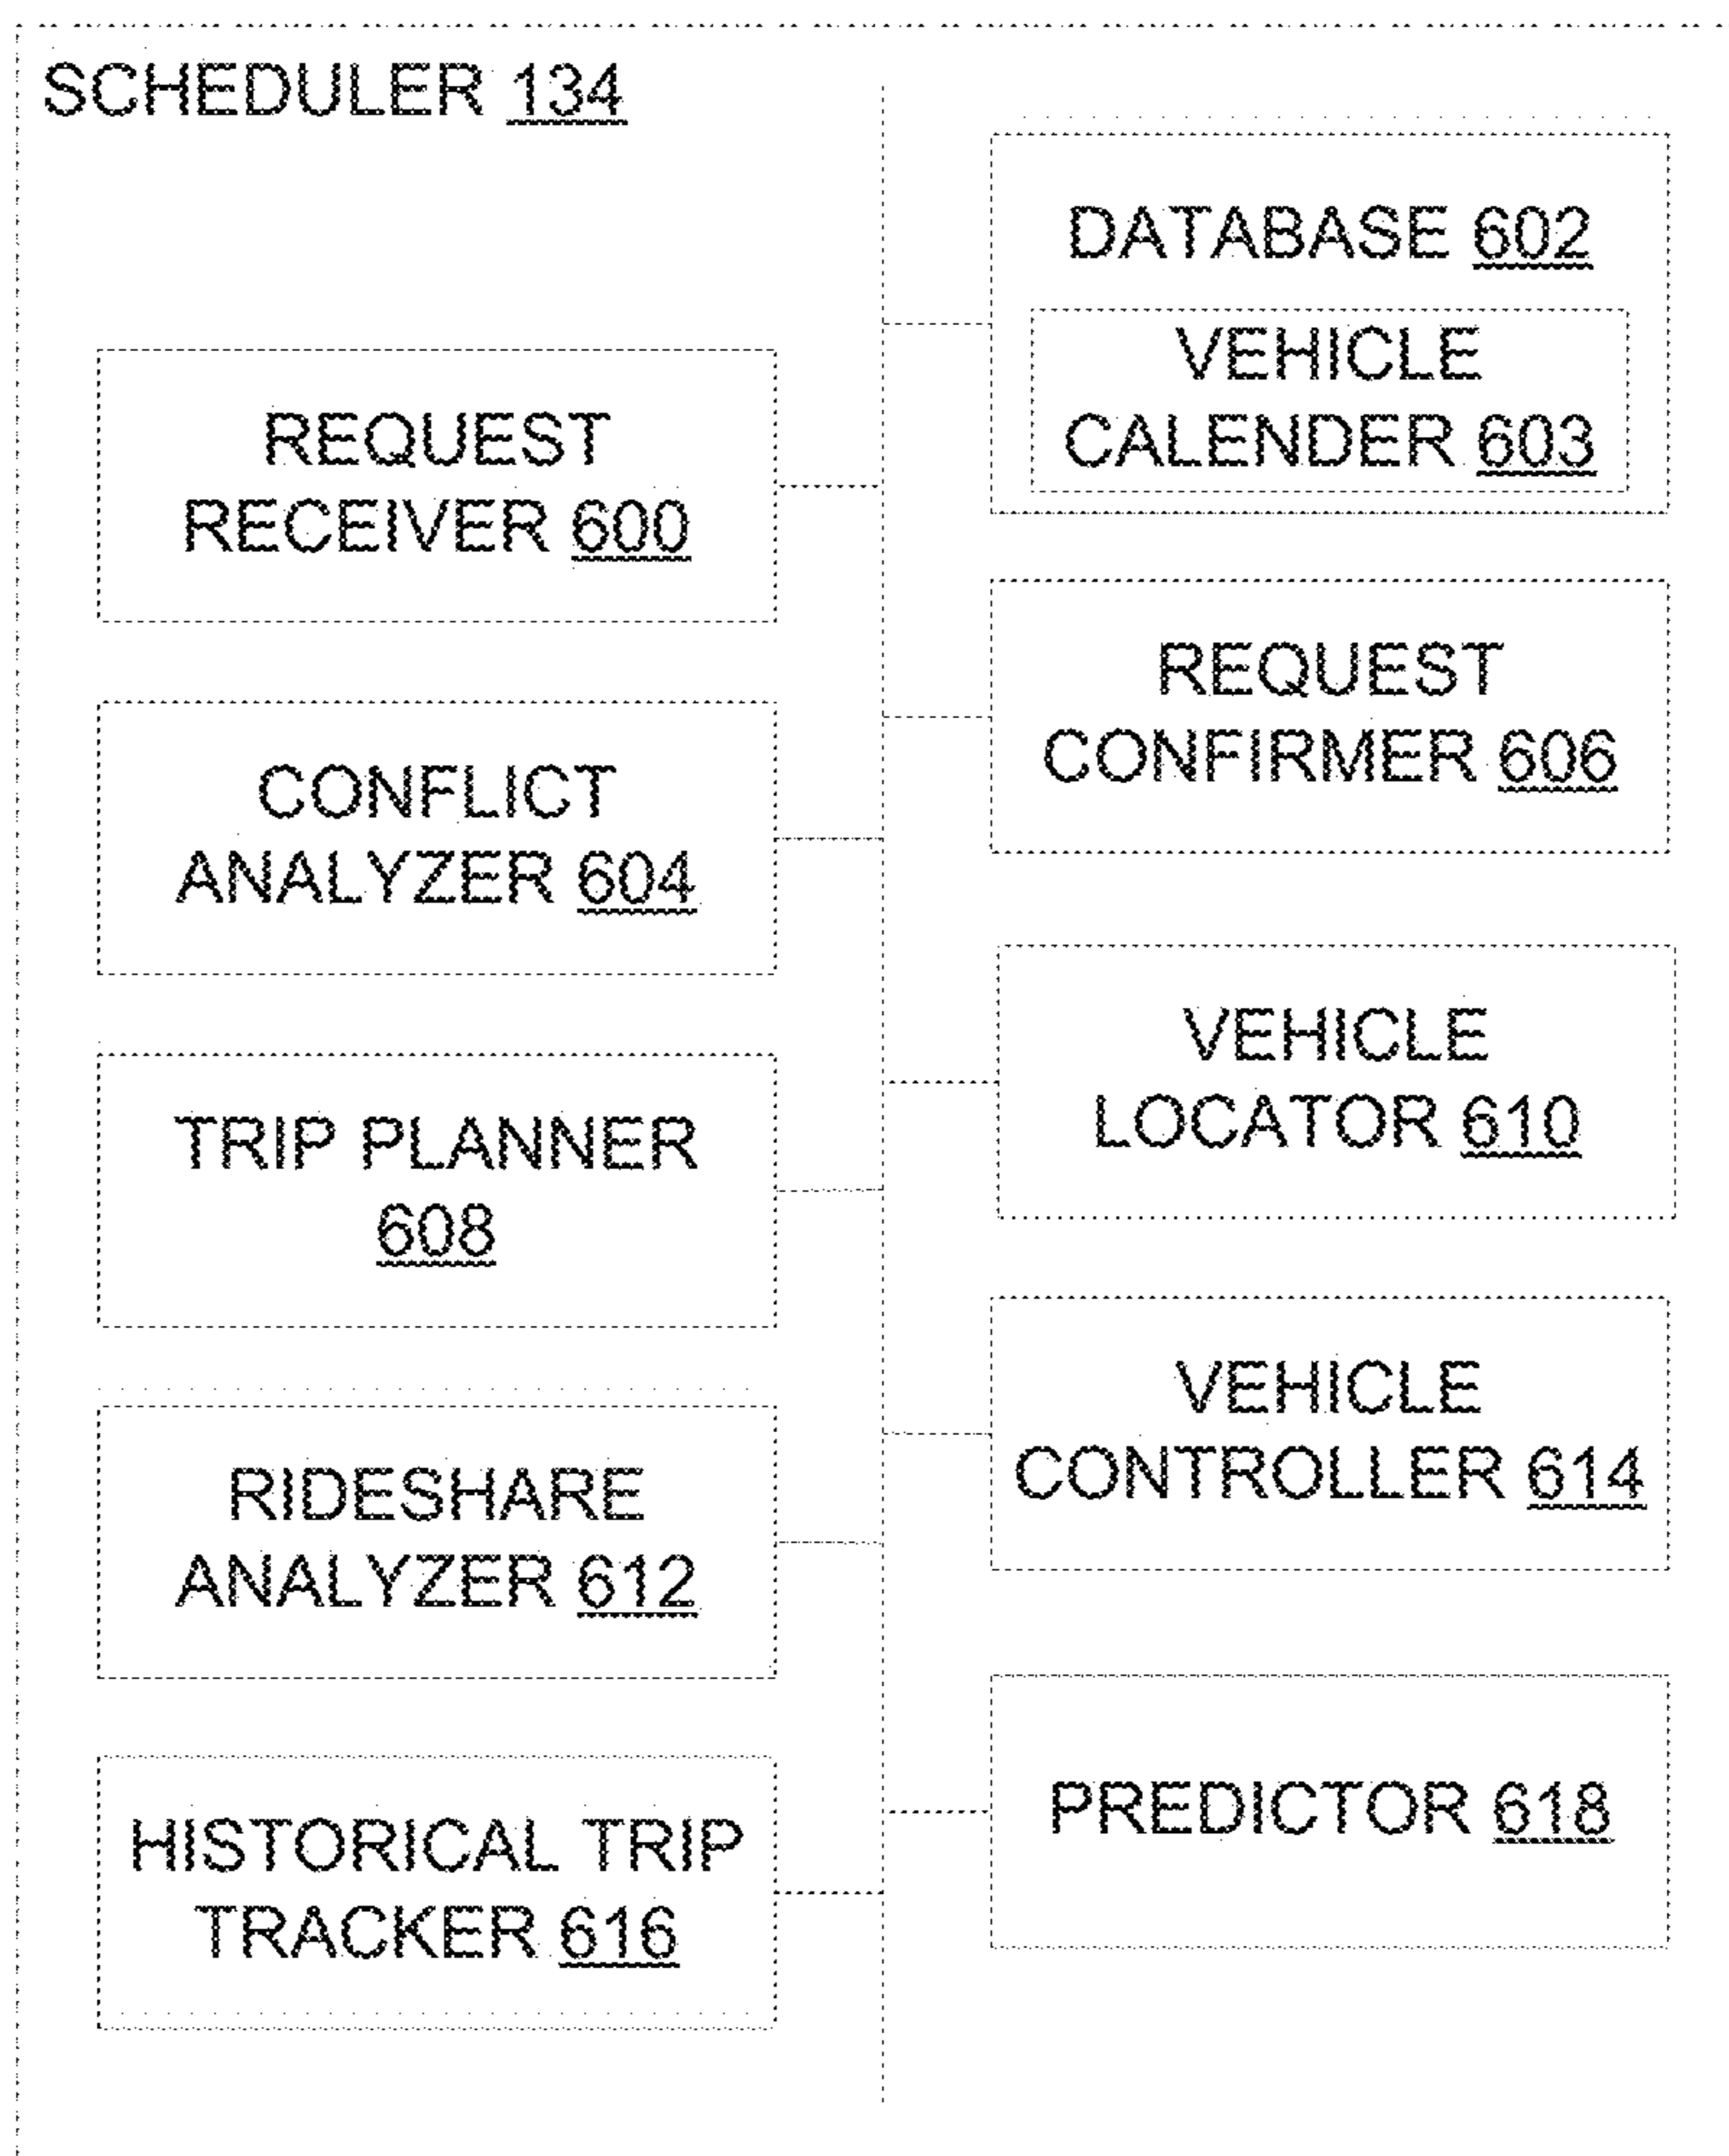 SCHEDULER 134
DATABASE 602
VEHICLE
CALENDER 603
REQUEST
RECEIVER 600
REQUEST
CONFIRMER 606
CONFLICT
ANALYZER 604
VEHICLE
LOCATOR 610
TRIP PLANNER
608
VEHICLE
CONTROLLER 614
RIDESHARE
ANALYZER 612
PREDICTOR 618
HISTORICAL TRIP
TRACKER 616